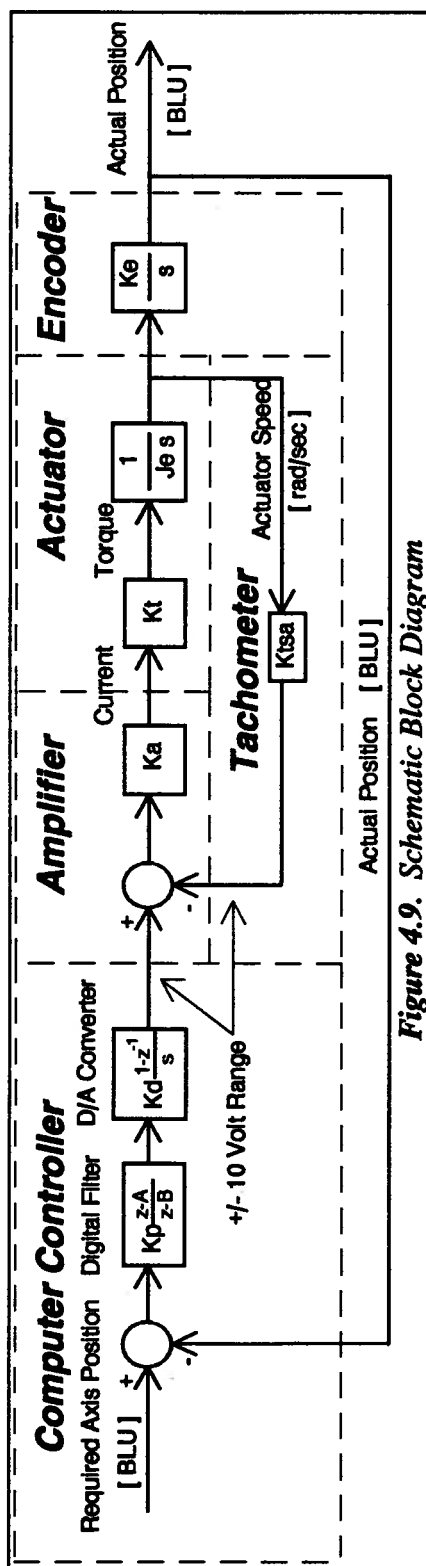 Computer Controller
Amplifier
Actuator
Encoder
Required Axis Position
Digital Filter
D/A Converter
Current
Torque
Actual Position
[ BLU ]
+
-
Kp z-A
z-B
Kd 1-z⁻¹
s
+
-
Ka
Kt
1
Je s
Ke
s
[ BLU ]
+/- 10 Volt Range
Tachometer
Ktsa
Actuator Speed
[ rad/sec ]
Actual Position [ BLU ]
Figure 4.9. Schematic Block Diagram